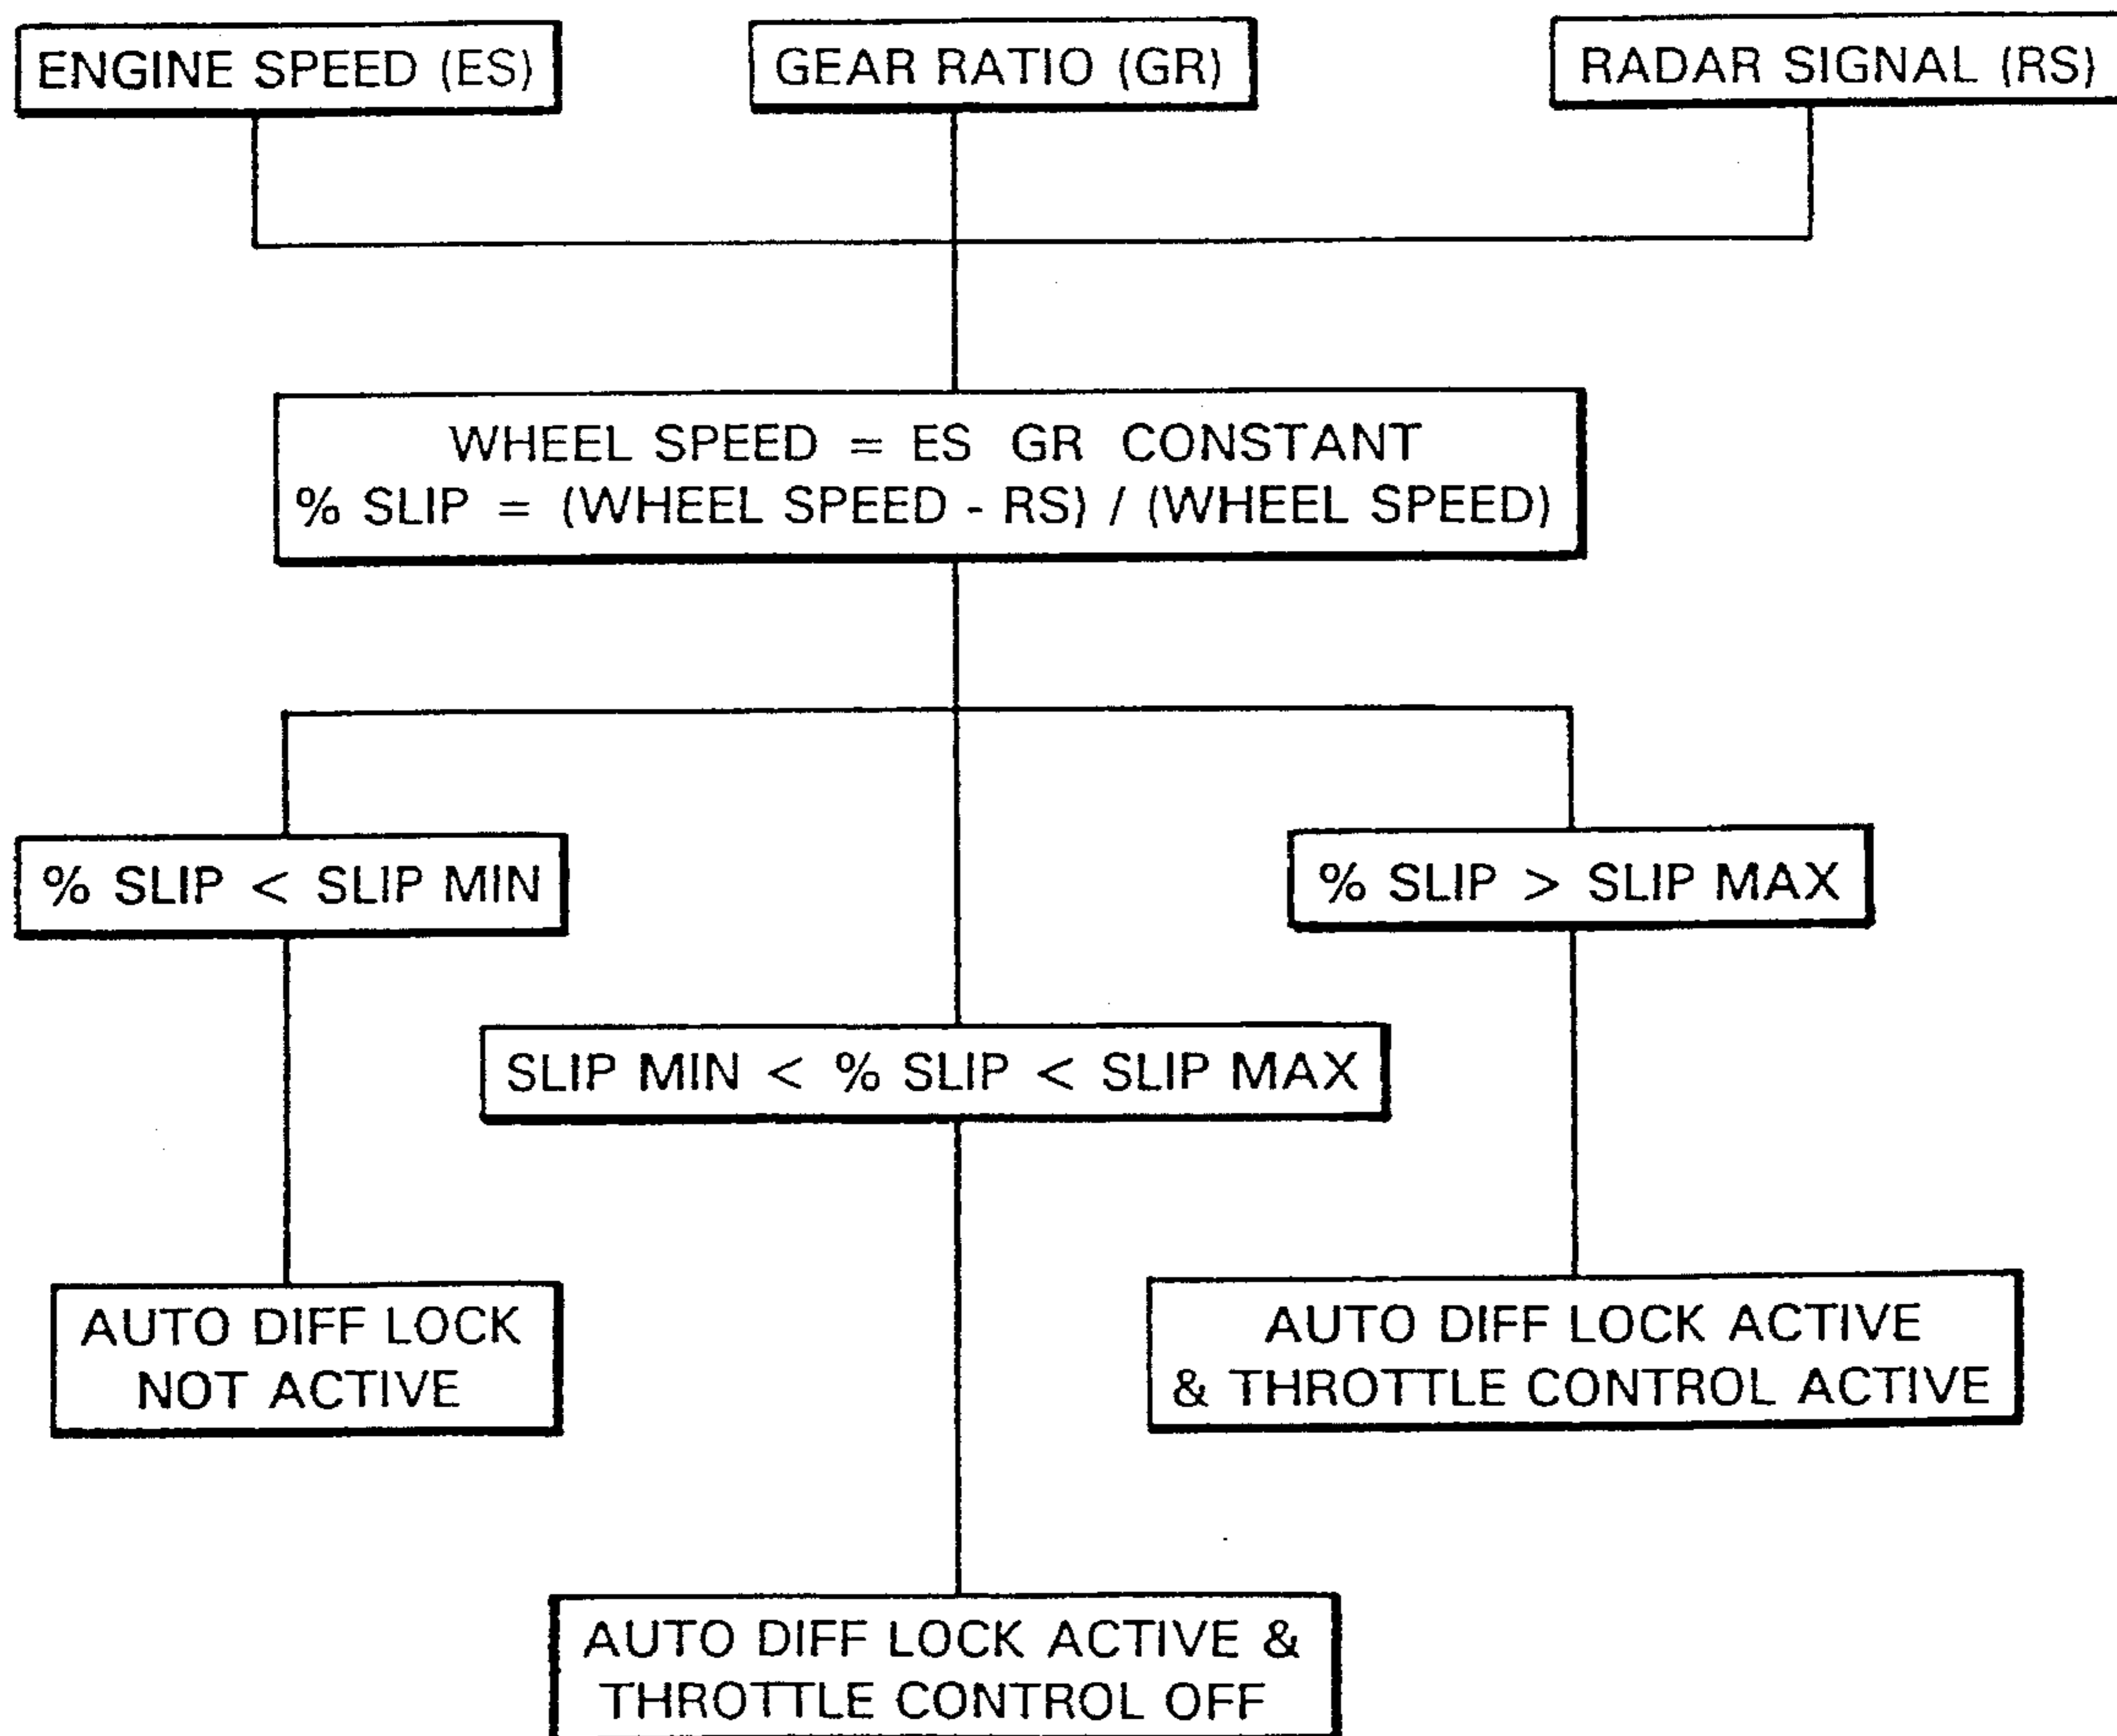 ENGINE SPEED (ES)
GEAR RATIO (GR)
RADAR SIGNAL (RS)
WHEEL SPEED = ES GR CONSTANT
% SLIP = (WHEEL SPEED - RS) / (WHEEL SPEED)
% SLIP < SLIP MIN
% SLIP > SLIP MAX
SLIP MIN < % SLIP < SLIP MAX
AUTO DIFF LOCK
NOT ACTIVE
AUTO DIFF LOCK ACTIVE
& THROTTLE CONTROL ACTIVE
AUTO DIFF LOCK ACTIVE &
THROTTLE CONTROL OFF